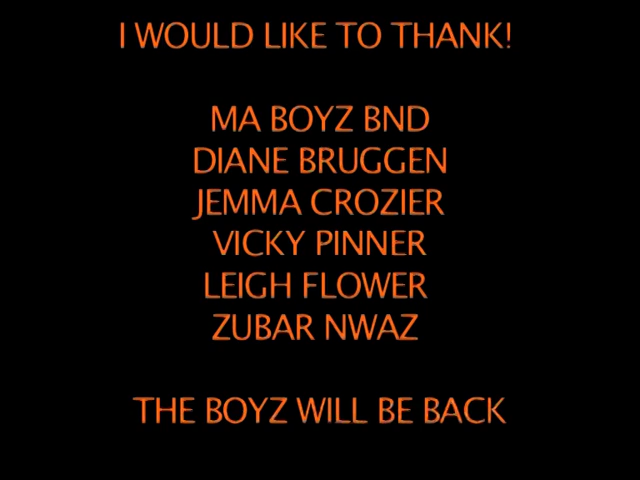 I WOULD LIKE TO THANK!
MA BOYZ BND
DIANE BRUGGEN
JEMMA CROZIER
VICKY PINNER
LEIGH FLOWER
ZUBAR NWAZ
THE BOYZ WILL BE BACK